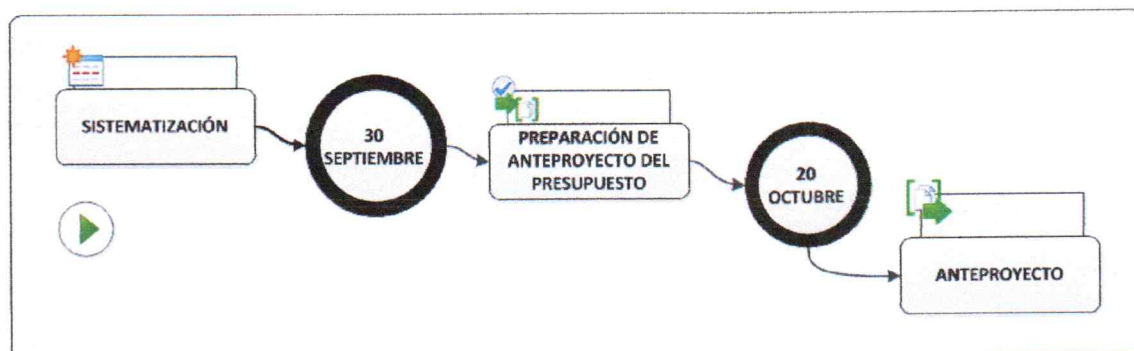 SISTEMATIZACIÓN
30
SEPTIEMBRE
PREPARACIÓN DE
ANTEPROYECTO DEL
PRESUPUESTO
20
OCTUBRE
ANTEPROYECTO